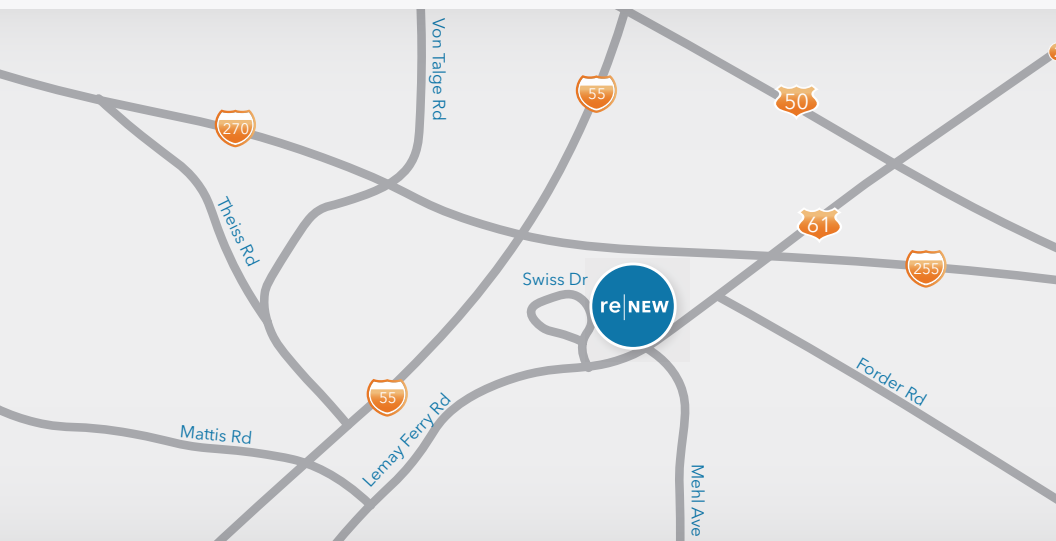 Von Talge Rd
55
50
270
Theiss Rd
61
255
Swiss Dr
re|NEW
Forder Rd
55
Lemay Ferry Rd
Mattis Rd
Mehl Ave